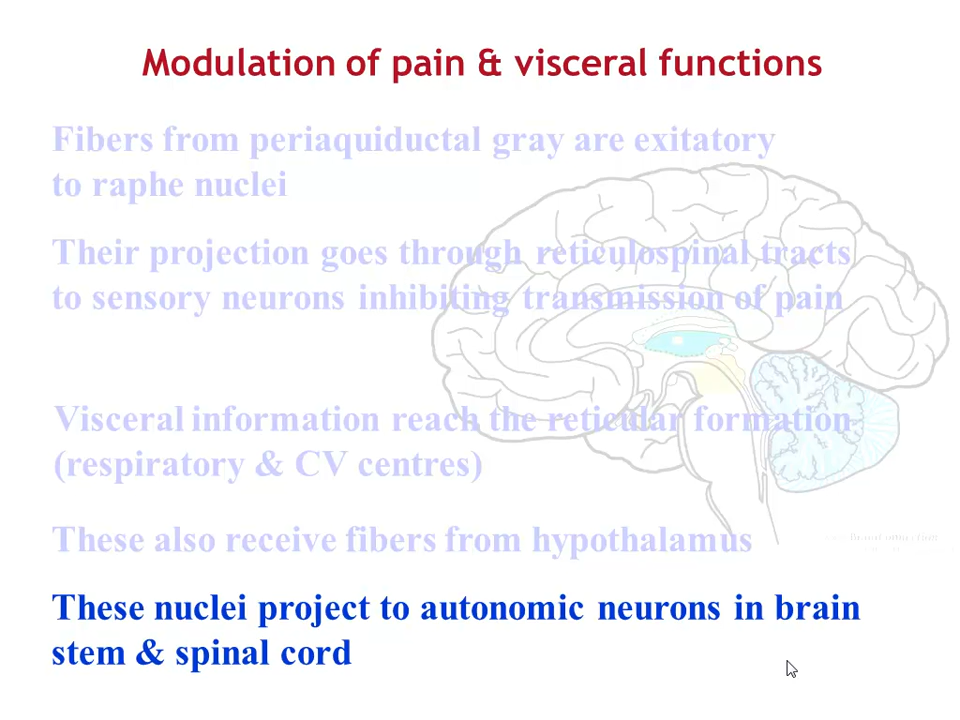 Modulation of pain & visceral functions
Fibers from periaquiductal gray are exitatory
to raphe nuclei
Their projection goes through reticulospinal tracts
to sensory neurons inhibiting transmission of pain
Visceral information reach the reticular formation
(respiratory & CV centres)
These also receive fibers from hypothalamus
These nuclei project to autonomic neurons in brain
stem & spinal cord